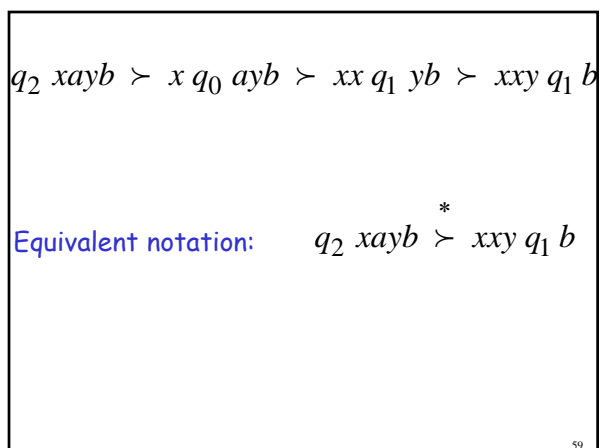 q₂ xayb ≻ x q₀ ayb ≻ xx q₁ yb ≻ xxy q₁ b
Equivalent notation: q₂ xayb ≻* xxy q₁ b
59